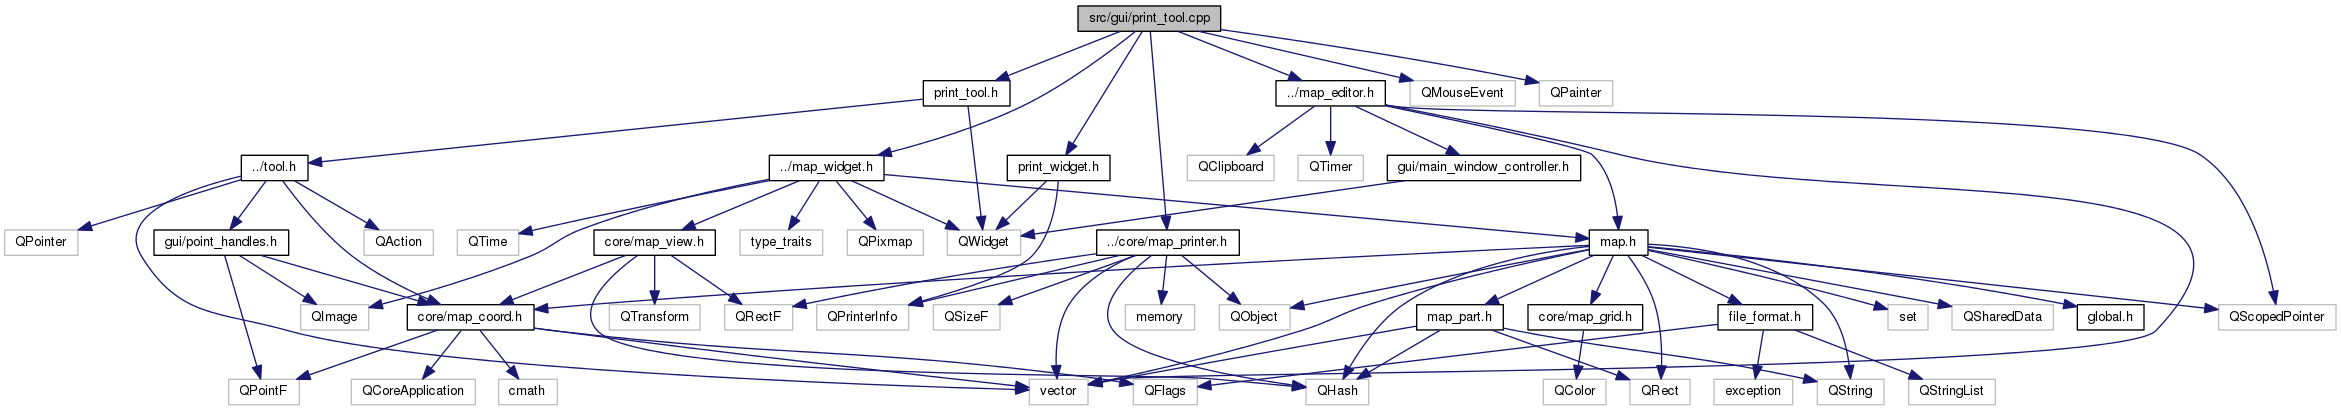 src/gui/print_tool.cpp
print_tool.h
../map_editor.h
QMouseEvent
QPainter
../tool.h
../map_widget.h
print_widget.h
QClipboard
QTimer
gui/main_window_controller.h
QPointer
gui/point_handles.h
QAction
QTime
core/map_view.h
type_traits
QPixmap
QWidget
../core/map_printer.h
map.h
QImage
core/map_coord.h
QTransform
QRectF
QPrinterInfo
QSizeF
memory
QObject
map_part.h
core/map_grid.h
file_format.h
set
QSharedData
global.h
QScopedPointer
QPointF
QCoreApplication
cmath
vector
QFlags
QHash
QColor
QRect
exception
QString
QStringList